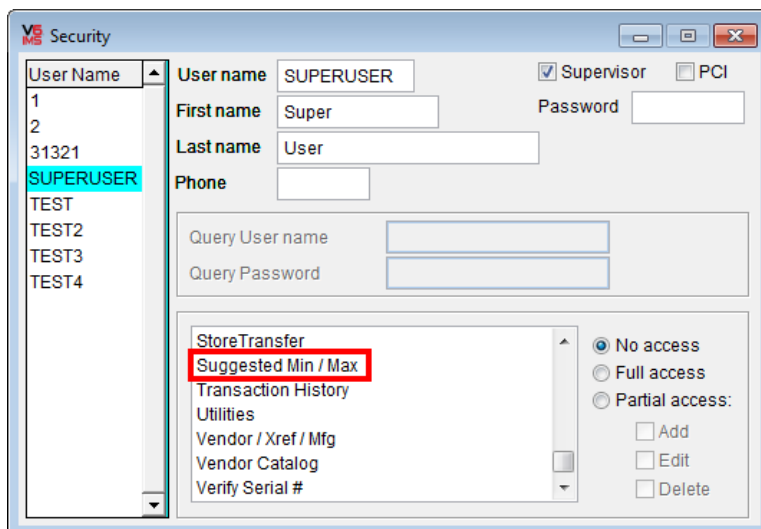 V6
IMS
Security
User Name
1
2
31321
SUPERUSER
TEST
TEST2
TEST3
TEST4
User name SUPERUSER
Supervisor PCI
First name Super
Password
Last name User
Phone
Query User name
Query Password
StoreTransfer
Suggested Min / Max
Transaction History
Utilities
Vendor / Xref / Mfg
Vendor Catalog
Verify Serial #
No access
Full access
Partial access:
Add
Edit
Delete